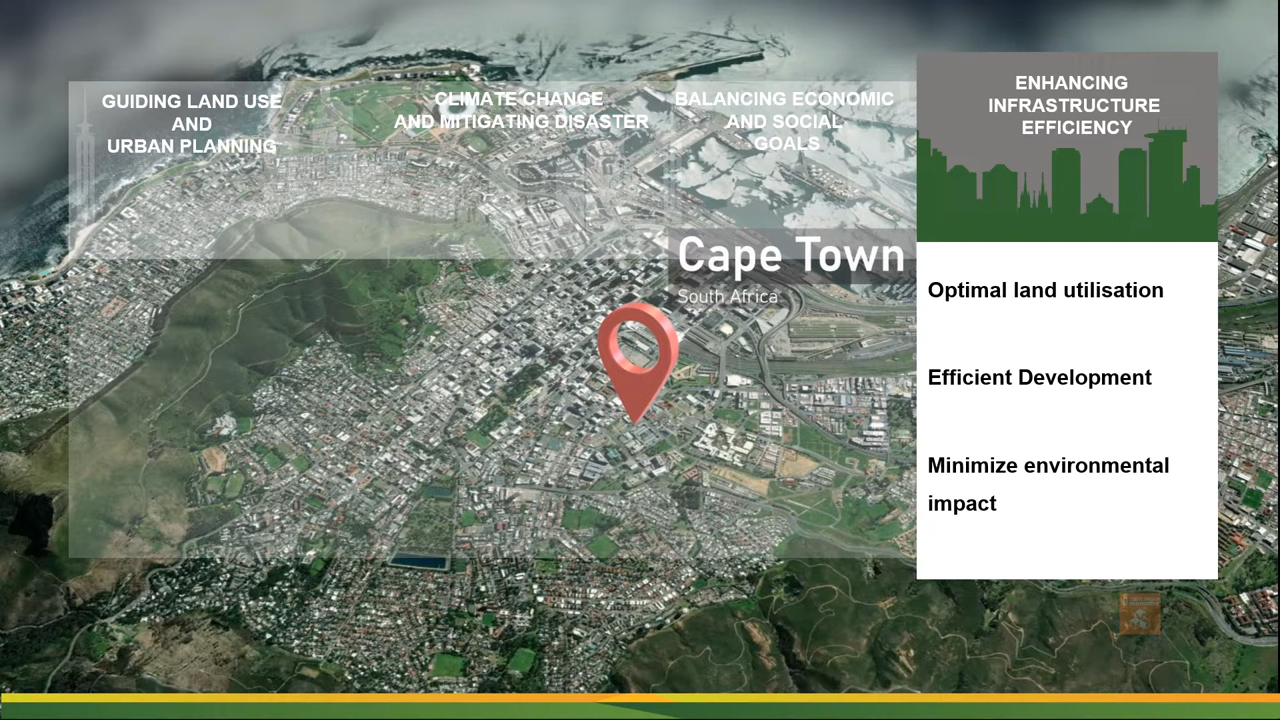 GUIDING LAND USE
AND
URBAN PLANNING
CLIMATE CHANGE
AND MITIGATING DISASTER
BALANCING ECONOMIC
AND SOCIAL
GOALS
ENHANCING
INFRASTRUCTURE
EFFICIENCY
Cape Town
South Africa
Optimal land utilisation
Efficient Development
Minimize environmental
impact